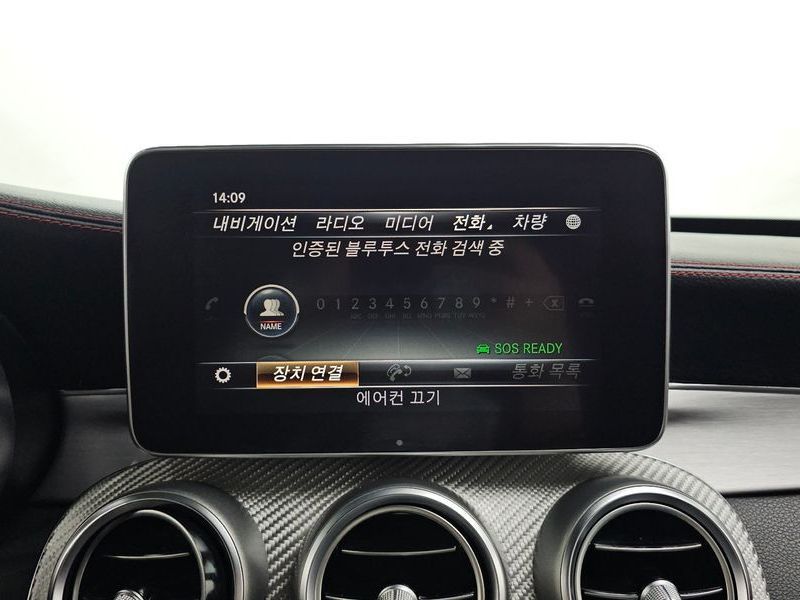 14:09
내비게이션 라디오 미디어 전화 차량
인증된 블루투스 전화 검색 중
NAME
0 1 2 3 4 5 6 7 8 9 * # +
SOS READY
장치 연결 통화 목록
에어컨 끄기